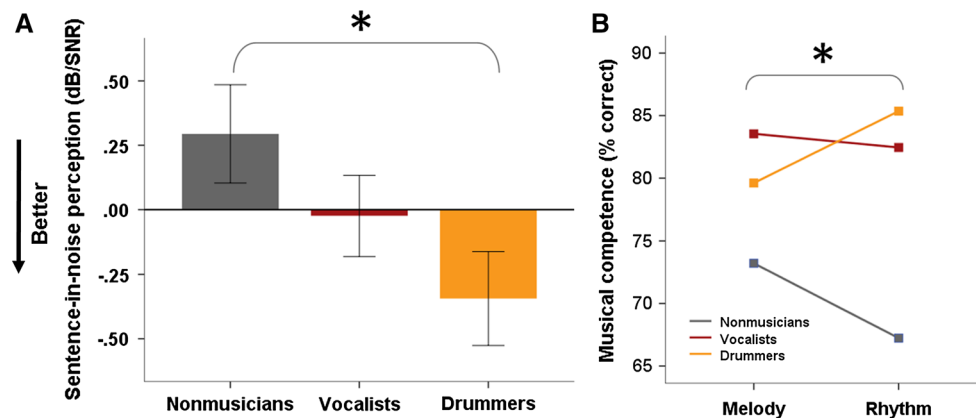 A
Sentence-in-noise perception (dB/SNR)
Better
.50
.25
.00
-.25
-.50
*
Nonmusicians
Vocalists
Drummers
B
Musical competence (% correct)
90
85
80
75
70
65
*
Nonmusicians
Vocalists
Drummers
Melody
Rhythm